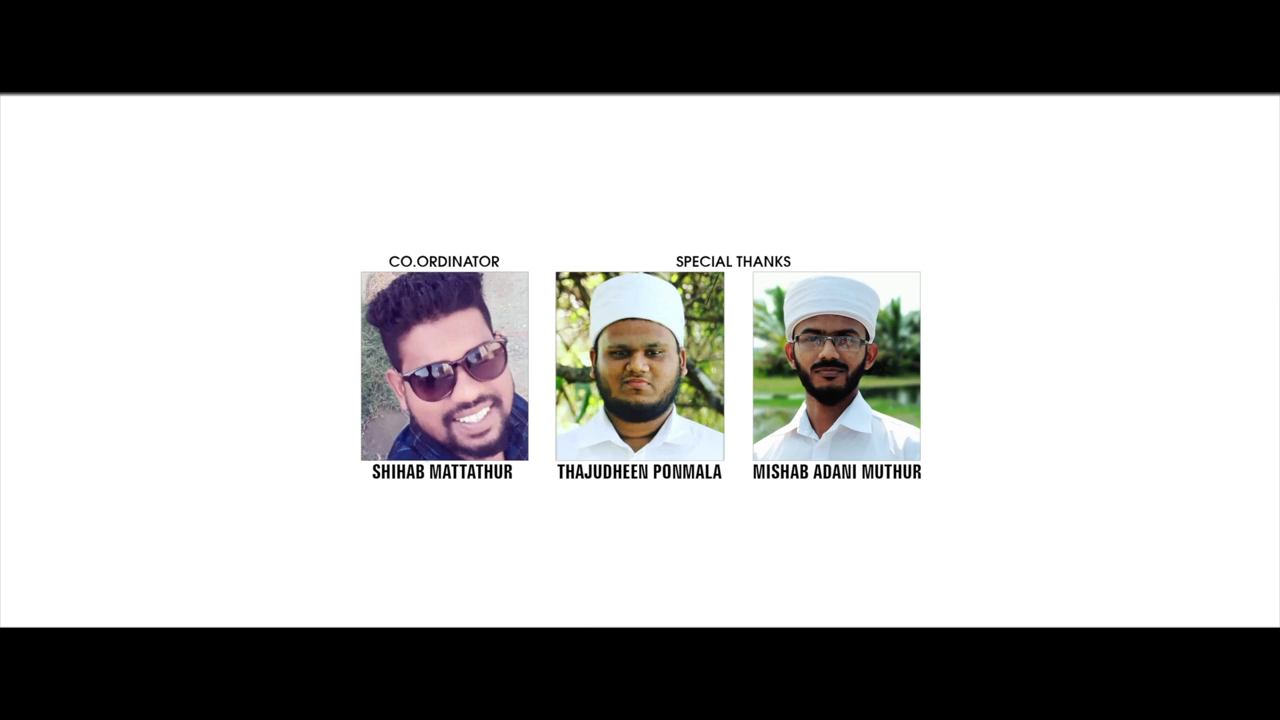 CO.ORDINATOR
SPECIAL THANKS
SHIHAB MATTATHUR
THAJUDHEEN PONMALA
MISHAB ADANI MUTHUR